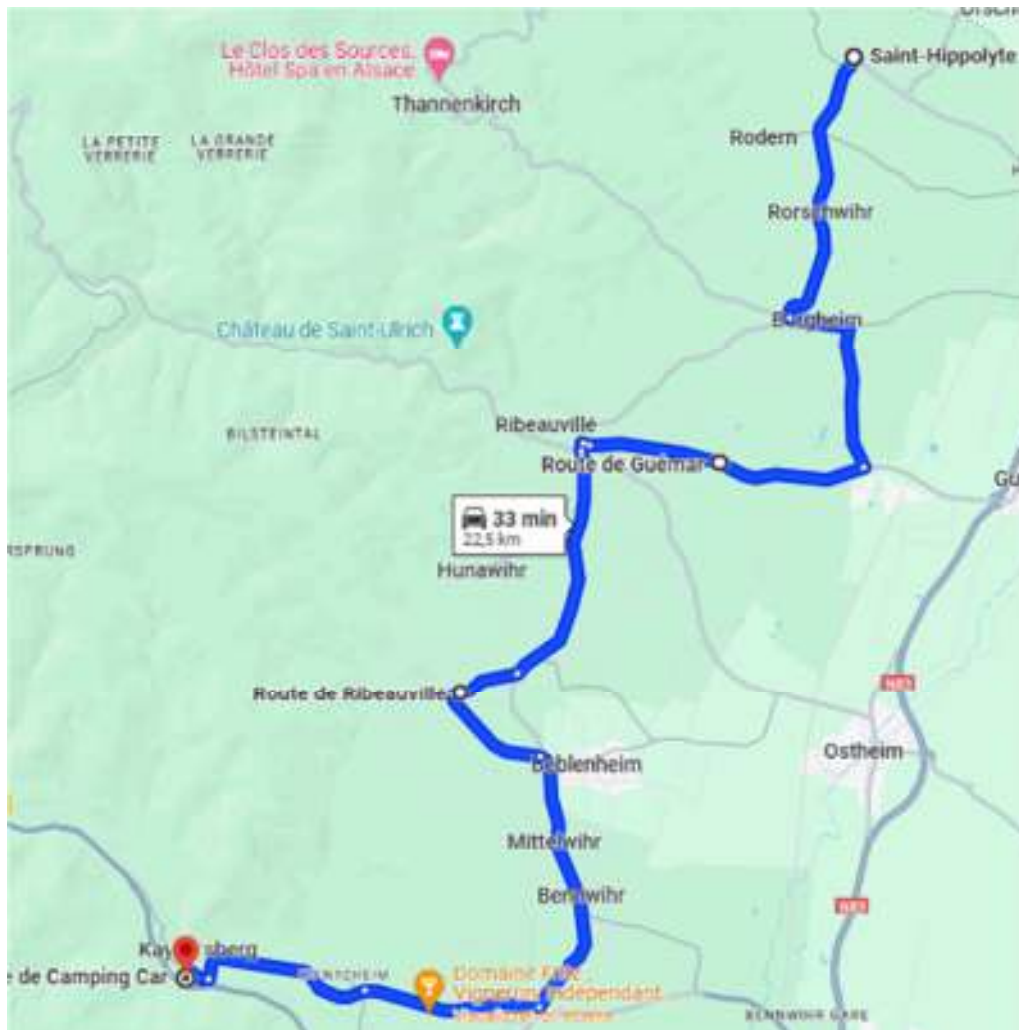 Le Clos des Sources,
Hôtel Spa en Alsace
Saint-Hippolyte
Thannenkirch
LA PETITE
VERRERIE
LA GRANDE
VERRERIE
Rodern
Rorschwihr
Château de Saint-Ulrich
Bergheim
BILSTEINTAL
Ribeauvillé
Route de Guémar
33 min
22,5 km
Hunawihr
Route de Ribeauvillé
N83
Ostheim
Beblenheim
Mittelwihr
Bennwihr
N83
Kaysersberg
e de Camping Car
Domaine
Vigneron Indépendant
BENNWIHR GARE